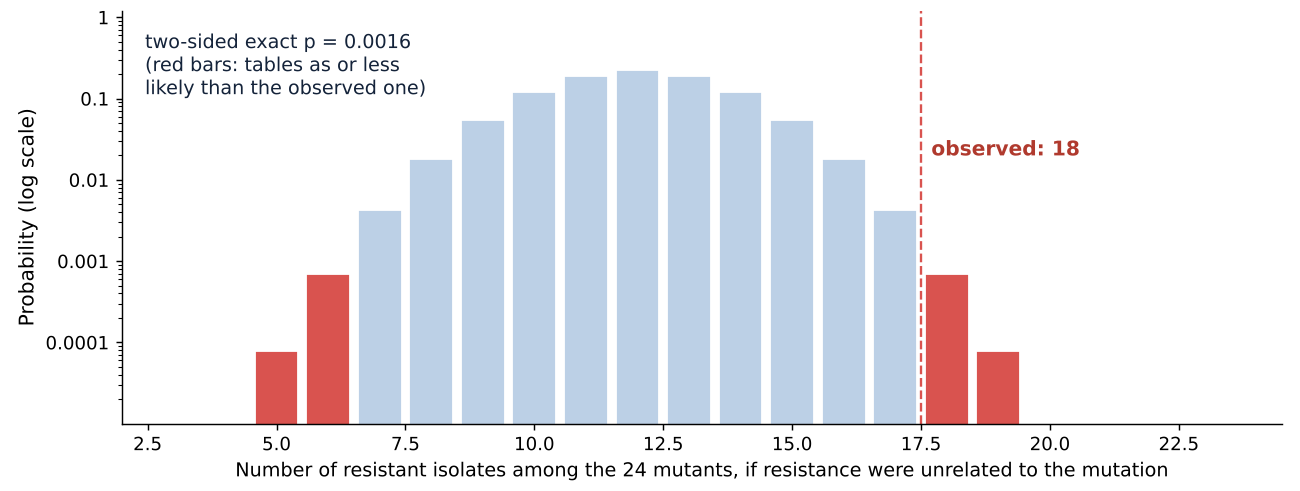 two-sided exact p = 0.0016
(red bars: tables as or less
likely than the observed one)
observed: 18
Probability (log scale)
1
0.1
0.01
0.001
0.0001
2.5 5.0 7.5 10.0 12.5 15.0 17.5 20.0 22.5
Number of resistant isolates among the 24 mutants, if resistance were unrelated to the mutation